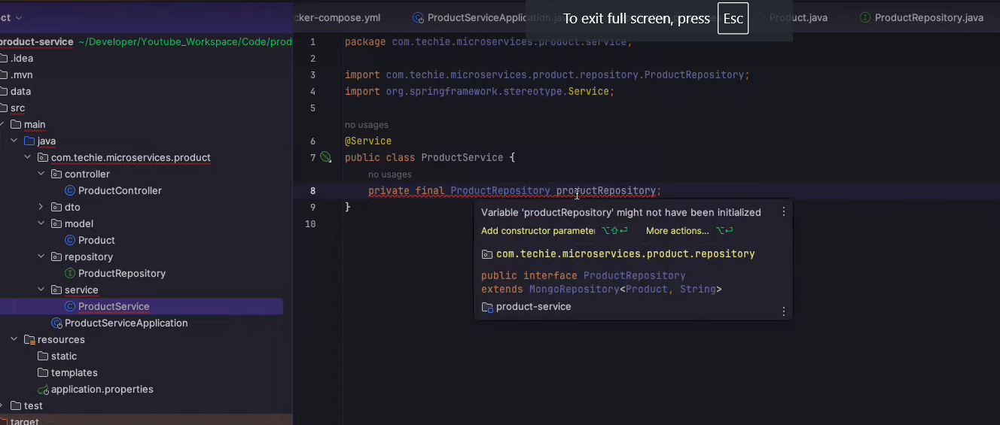 ct
cker-compose.yml
ProductServiceApplication.
To exit full screen, press Esc
Product.java
ProductRepository.java
product-service ~/Developer/Youtube_Workspace/Code/prod
.idea
.mvn
data
src
main
java
com.techie.microservices.product
controller
ProductController
dto
model
Product
repository
ProductRepository
service
ProductService
ProductServiceApplication
resources
static
templates
application.properties
test
target
1 package com.techie.microservices.product.service;
2
3 import com.techie.microservices.product.repository.ProductRepository;
4 import org.springframework.stereotype.Service;
5
no usages
6 @Service
7 public class ProductService {
no usages
8 private final ProductRepository productRepository;
9 }
10
Variable 'productRepository' might not have been initialized
Add constructor parameter ⌥⇧⏎ More actions... ⌥⏎
com.techie.microservices.product.repository
public interface ProductRepository
extends MongoRepository<Product, String>
product-service